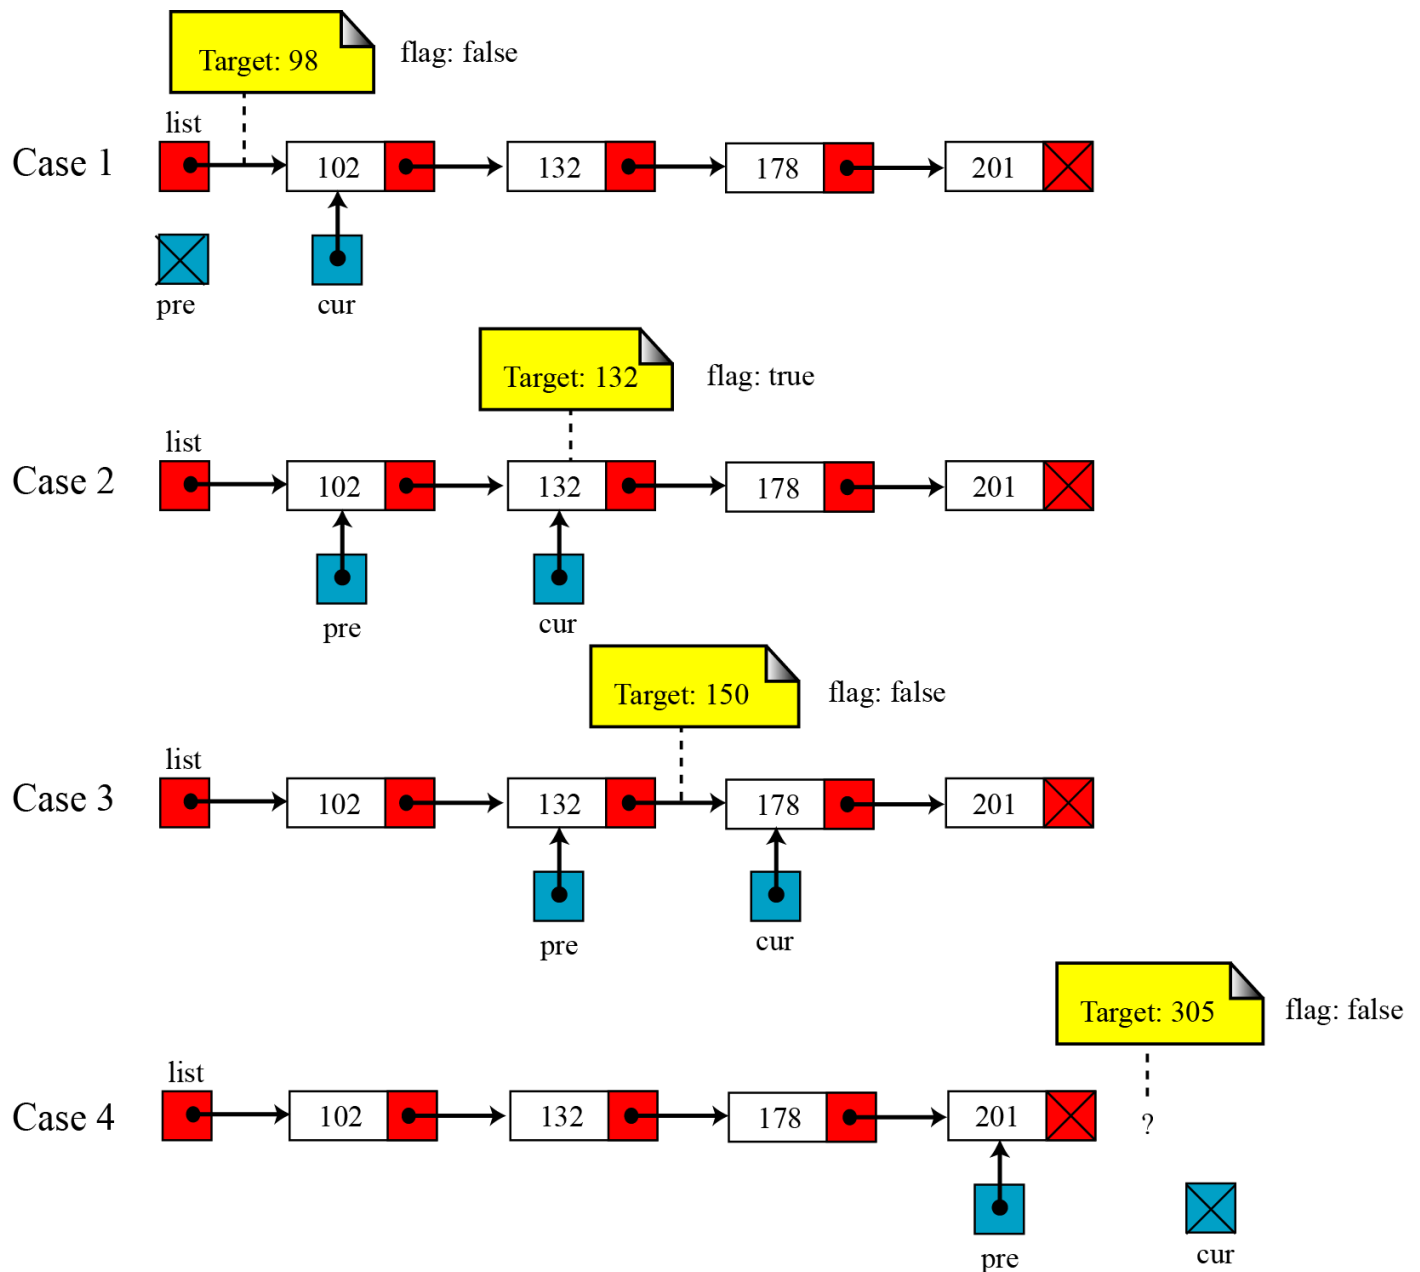 Target: 98
flag: false
list
Case 1
102
132
178
201
pre
cur
Target: 132
flag: true
list
Case 2
102
132
178
201
pre
cur
Target: 150
flag: false
list
Case 3
102
132
178
201
pre
cur
Target: 305
flag: false
list
Case 4
102
132
178
201
?
pre
cur